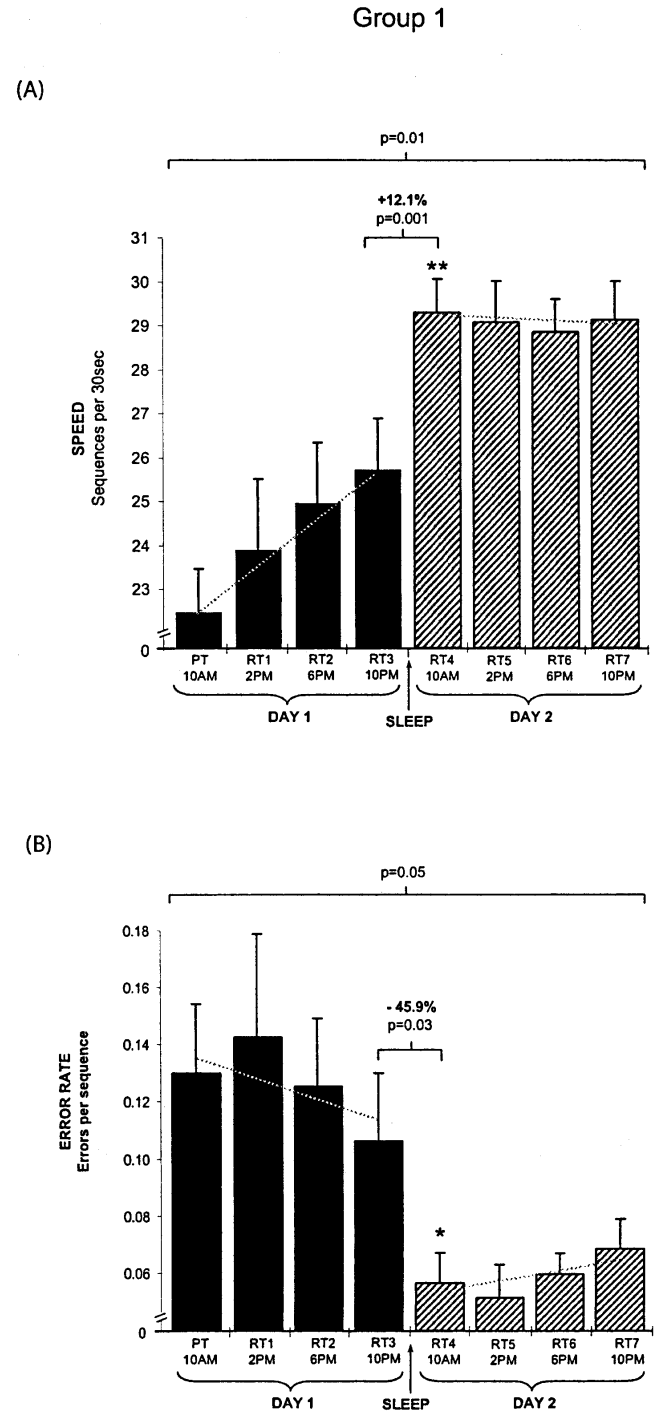 Group 1
(A)
p=0.01
+12.1%
p=0.001
**
SPEED
Sequences per 30sec
31
30
29
28
27
26
25
24
23
0
PT RT1 RT2 RT3 RT4 RT5 RT6 RT7
10AM 2PM 6PM 10PM 10AM 2PM 6PM 10PM
DAY 1 SLEEP DAY 2
(B)
p=0.05
- 45.9%
p=0.03
*
ERROR RATE
Errors per sequence
0.18
0.16
0.14
0.12
0.10
0.08
0.06
0
PT RT1 RT2 RT3 RT4 RT5 RT6 RT7
10AM 2PM 6PM 10PM 10AM 2PM 6PM 10PM
DAY 1 SLEEP DAY 2